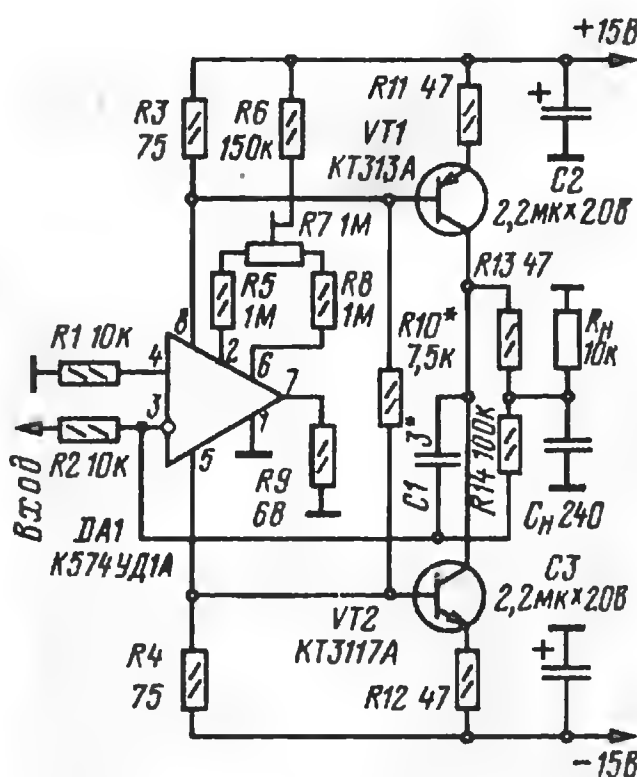 +15В
R3
75
R6
150к
R11 47
VT1
КТ313А
+
C2
2,2мк×20В
R7 1М
R5
1М
R8
1М
R13 47
R10*
7,5к
Rн
10к
8
R1 10к
4
2
6
7
3
1
R2 10к
5
Вход
R9
68
3*
C1
R14 100к
Cн 240
DA1
К574УД1А
VT2
КТ3117А
C3
2,2мк×20В
R4
75
R12 47
+
-15В